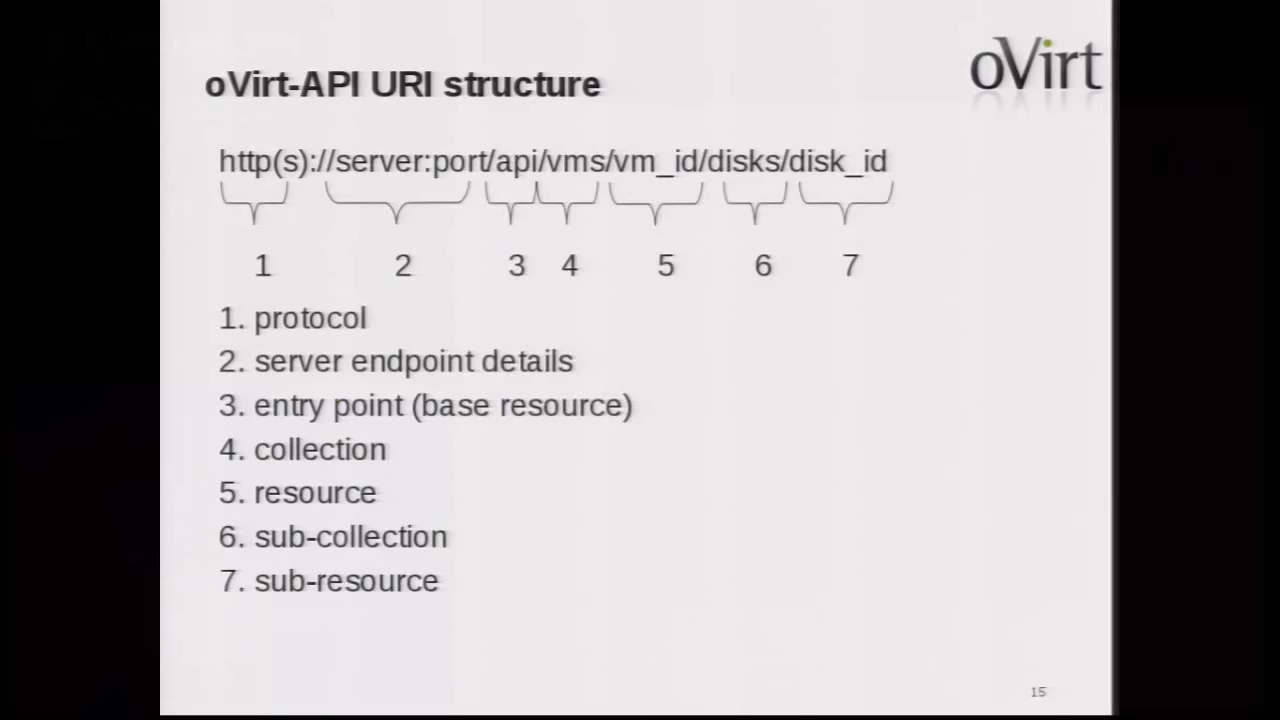 oVirt
oVirt-API URI structure
http(s)://server:port/api/vms/vm_id/disks/disk_id
1 2 3 4 5 6 7
1. protocol
2. server endpoint details
3. entry point (base resource)
4. collection
5. resource
6. sub-collection
7. sub-resource
15